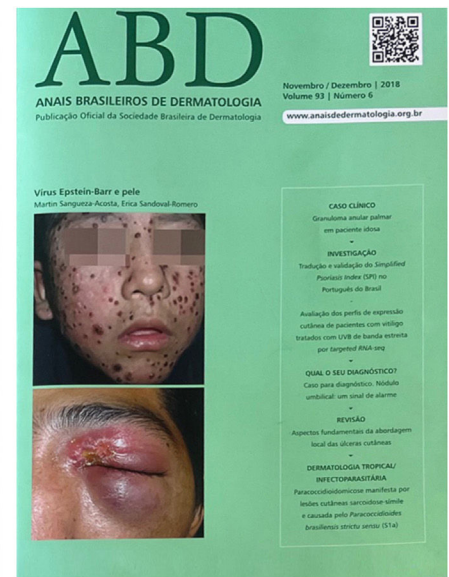 ABD
ANAIS BRASILEIROS DE DERMATOLOGIA
Publicação Oficial da Sociedade Brasileira de Dermatologia
Novembro / Dezembro | 2018
Volume 93 | Número 6
www.anaisdedermatologia.org.br
Vírus Epstein-Barr e pele
Martin Sangueza-Acosta, Erica Sandoval-Romero
CASO CLÍNICO
Granuloma anular palmar
em paciente idosa
INVESTIGAÇÃO
Tradução e validação do Simplified
Psoriasis Index (SPI) no
Português do Brasil
Avaliação dos perfis de expressão
cutânea de pacientes com vitiligo
tratados com UVB de banda estreita
por targeted RNA-seq
QUAL O SEU DIAGNÓSTICO?
Caso para diagnóstico. Nódulo
umbilical: um sinal de alarme
REVISÃO
Aspectos fundamentais da abordagem
local das úlceras cutâneas
DERMATOLOGIA TROPICAL/
INFECTOPARASITÁRIA
Paracoccidioidomicose manifesta por
lesões cutâneas sarcoidose-símile
e causada pelo Paracoccidioides
brasiliensis strictu sensu (S1a)